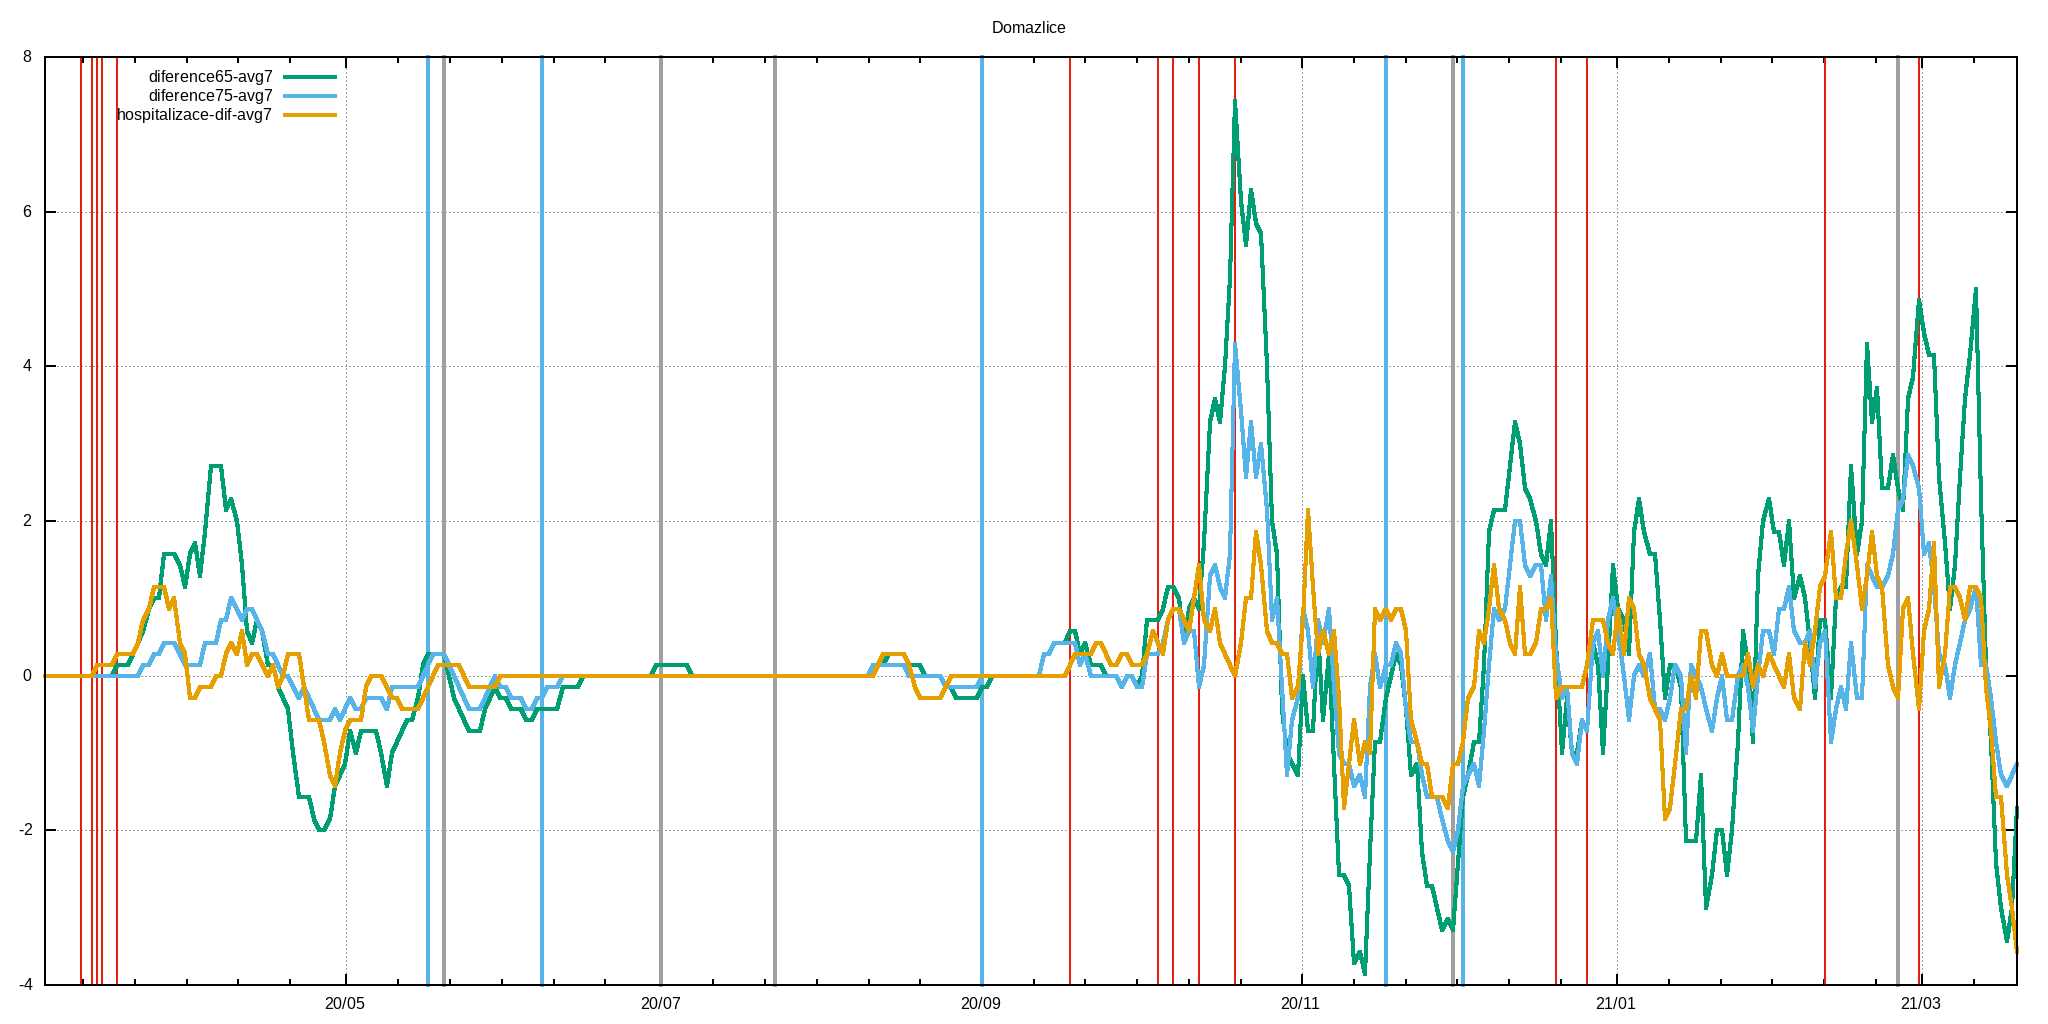 Domazlice
8
diference65-avg7
diference75-avg7
hospitalizace-dif-avg7
6
4
2
0
-2
-4
20/05 20/07 20/09 20/11 21/01 21/03